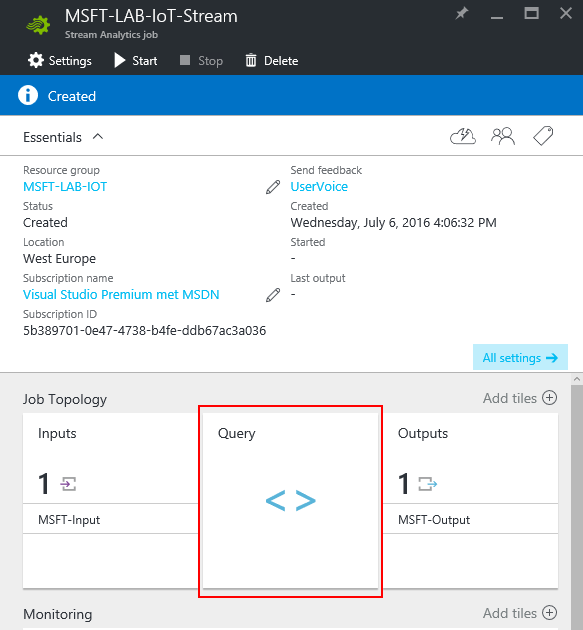 MSFT-LAB-IoT-Stream
Stream Analytics job
Settings Start Stop Delete
Created
Essentials
Resource group
MSFT-LAB-IOT
Status
Created
Location
West Europe
Subscription name
Visual Studio Premium met MSDN
Subscription ID
5b389701-0e47-4738-b4fe-ddb67ac3a036
Send feedback
UserVoice
Created
Wednesday, July 6, 2016 4:06:32 PM
Started
-
Last output
-
All settings
Job Topology
Add tiles
Inputs
1
MSFT-Input
Query
< >
Outputs
1
MSFT-Output
Monitoring
Add tiles